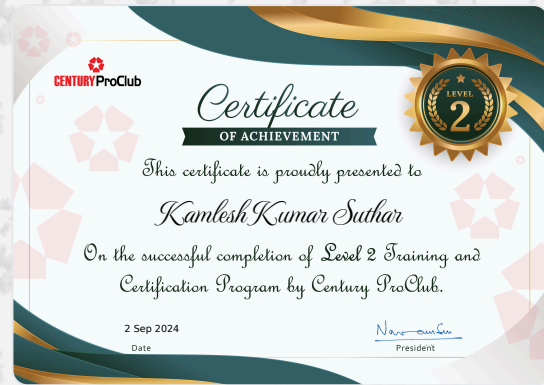 CENTURY ProClub
LEVEL
2
Certificate
OF ACHIEVEMENT
This certificate is proudly presented to
Kamlesh Kumar Suthar
On the successful completion of Level 2 Training and
Certification Program by Century ProClub.
2 Sep 2024
Date
President